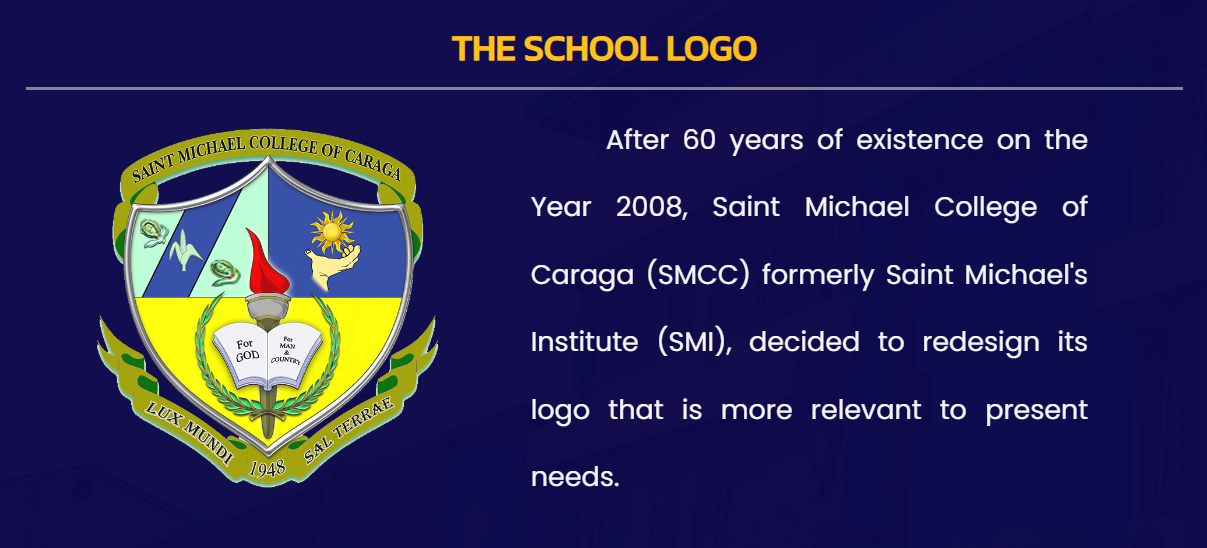 THE SCHOOL LOGO
SAINT MICHAEL COLLEGE OF CARAGA
For
GOD
For
MAN
&
COUNTRY
LUX MUNDI
1948
SAL TERRAE
After 60 years of existence on the
Year 2008, Saint Michael College of
Caraga (SMCC) formerly Saint Michael's
Institute (SMI), decided to redesign its
logo that is more relevant to present
needs.